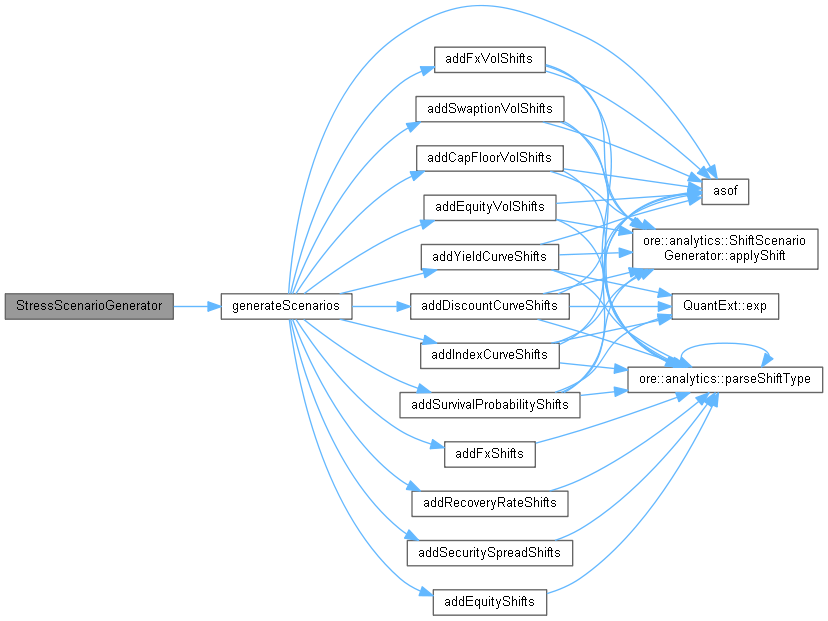 StressScenarioGenerator
generateScenarios
addFxVolShifts
addSwaptionVolShifts
addCapFloorVolShifts
addEquityVolShifts
addYieldCurveShifts
addDiscountCurveShifts
addIndexCurveShifts
addSurvivalProbabilityShifts
addFxShifts
addRecoveryRateShifts
addSecuritySpreadShifts
addEquityShifts
asof
ore::analytics::ShiftScenario
Generator::applyShift
QuantExt::exp
ore::analytics::parseShiftType